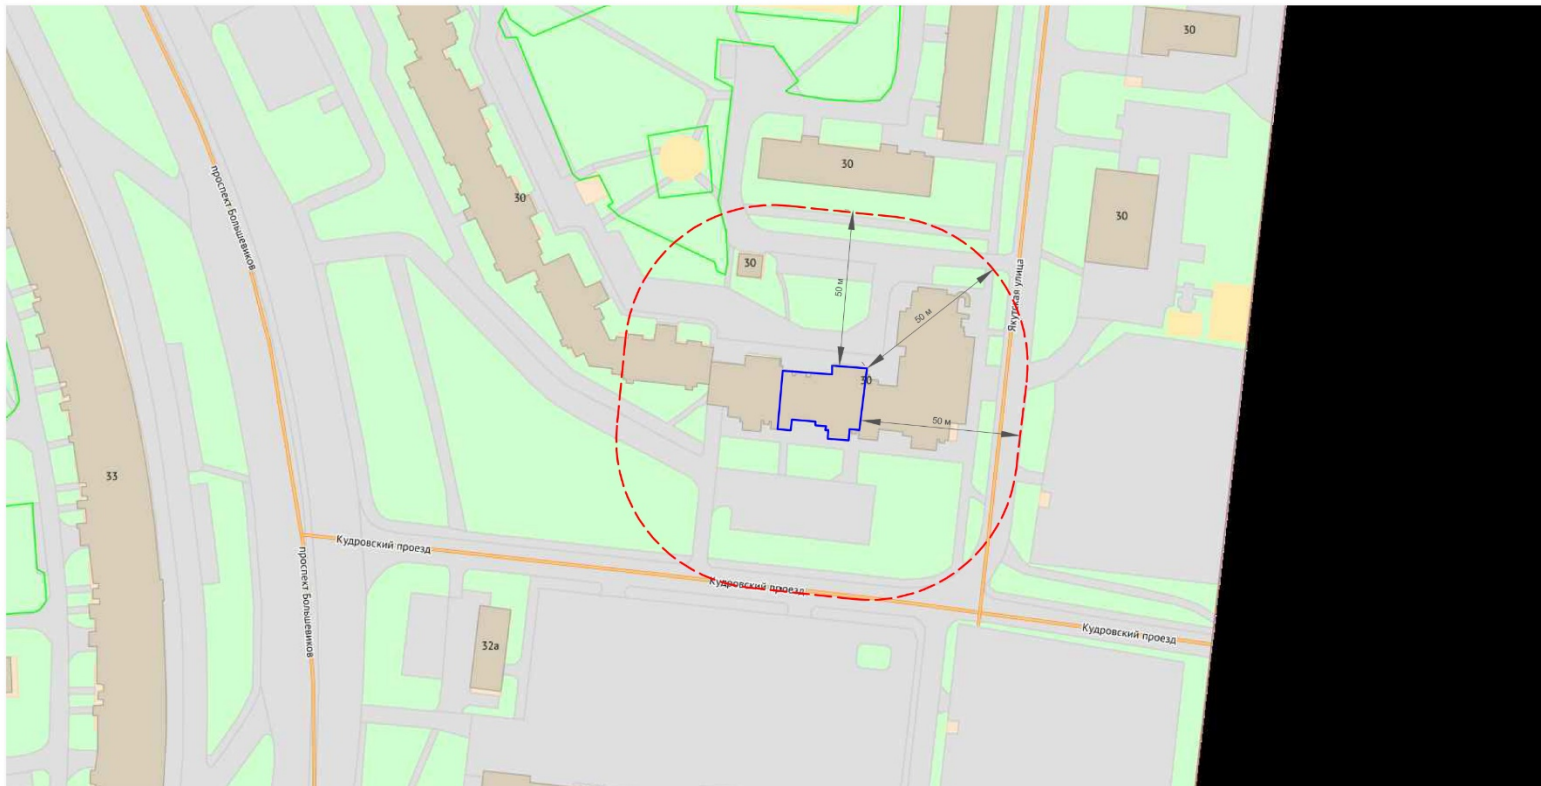 30
30
30
проспект Большевиков
30
30
30
50 м
Якутская улица
50 м
30
50 м
33
Кудровский проезд
проспект Большевиков
Кудровский проезд
Кудровский проезд
32а